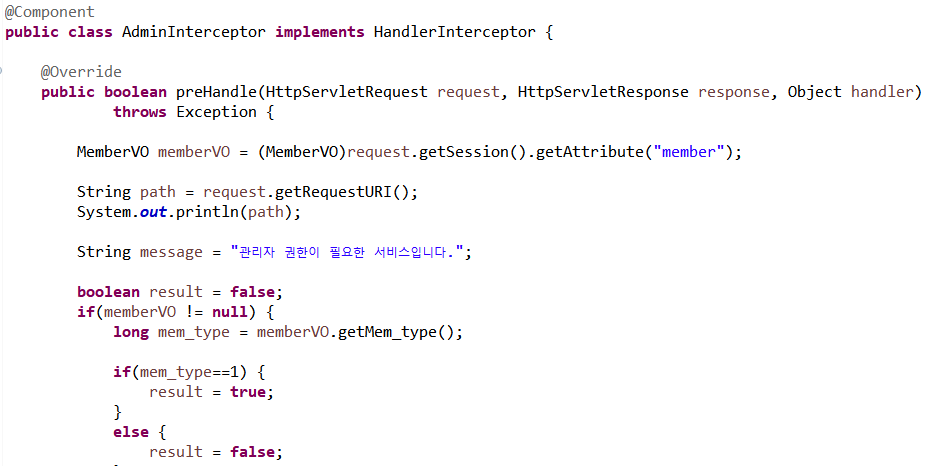 @Component
public class AdminInterceptor implements HandlerInterceptor {
@Override
public boolean preHandle(HttpServletRequest request, HttpServletResponse response, Object handler)
throws Exception {
MemberVO memberVO = (MemberVO)request.getSession().getAttribute("member");
String path = request.getRequestURI();
System.out.println(path);
String message = "관리자 권한이 필요한 서비스입니다.";
boolean result = false;
if(memberVO != null) {
long mem_type = memberVO.getMem_type();
if(mem_type==1) {
result = true;
}
else {
result = false;